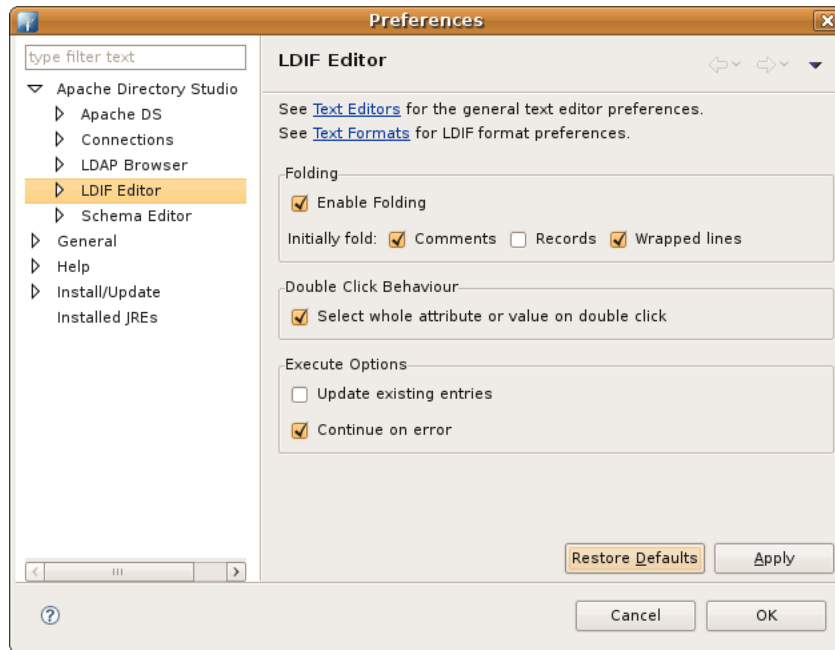 Preferences
type filter text
Apache Directory Studio
Apache DS
Connections
LDAP Browser
LDIF Editor
Schema Editor
General
Help
Install/Update
Installed JREs
LDIF Editor
See Text Editors for the general text editor preferences.
See Text Formats for LDIF format preferences.
Folding
Enable Folding
Initially fold: Comments Records Wrapped lines
Double Click Behaviour
Select whole attribute or value on double click
Execute Options
Update existing entries
Continue on error
Restore Defaults Apply
Cancel OK